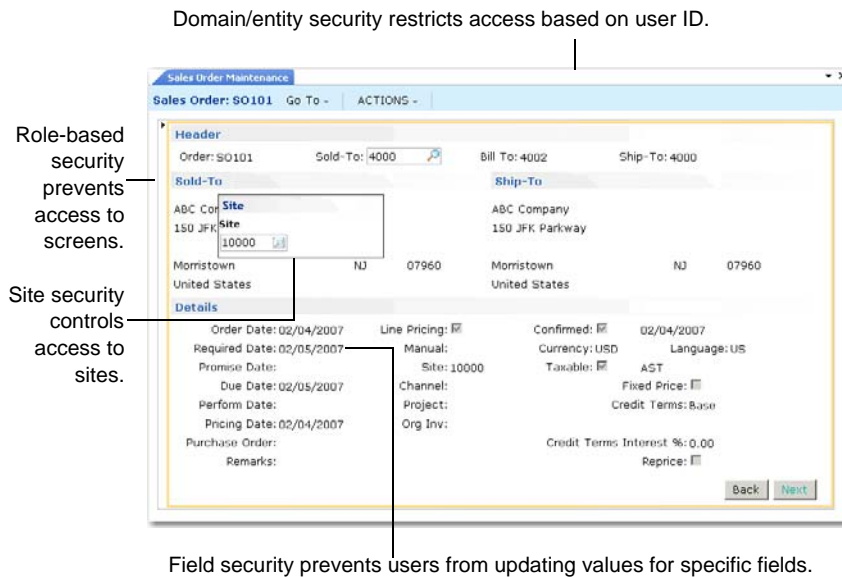 Domain/entity security restricts access based on user ID.
Sales Order Maintenance
Sales Order: SO101 Go To ACTIONS
Role-based
security
prevents
access to
screens.
Header
Order: SO101 Sold-To: 4000 Bill To: 4002 Ship-To: 4000
Sold-To Ship-To
ABC Com Site ABC Company
150 JFK Site 150 JFK Parkway
10000
Morristown NJ 07960 Morristown NJ 07960
United States United States
Site security
controls
access to
sites.
Details
Order Date: 02/04/2007 Line Pricing: Confirmed: 02/04/2007
Required Date: 02/05/2007 Manual: Currency: USD Language: US
Promise Date: Site: 10000 Taxable: AST
Due Date: 02/05/2007 Channel: Fixed Price:
Perform Date: Project: Credit Terms: Base
Pricing Date: 02/04/2007 Org Inv:
Purchase Order: Credit Terms Interest %: 0.00
Remarks: Reprice:
Back Next
Field security prevents users from updating values for specific fields.